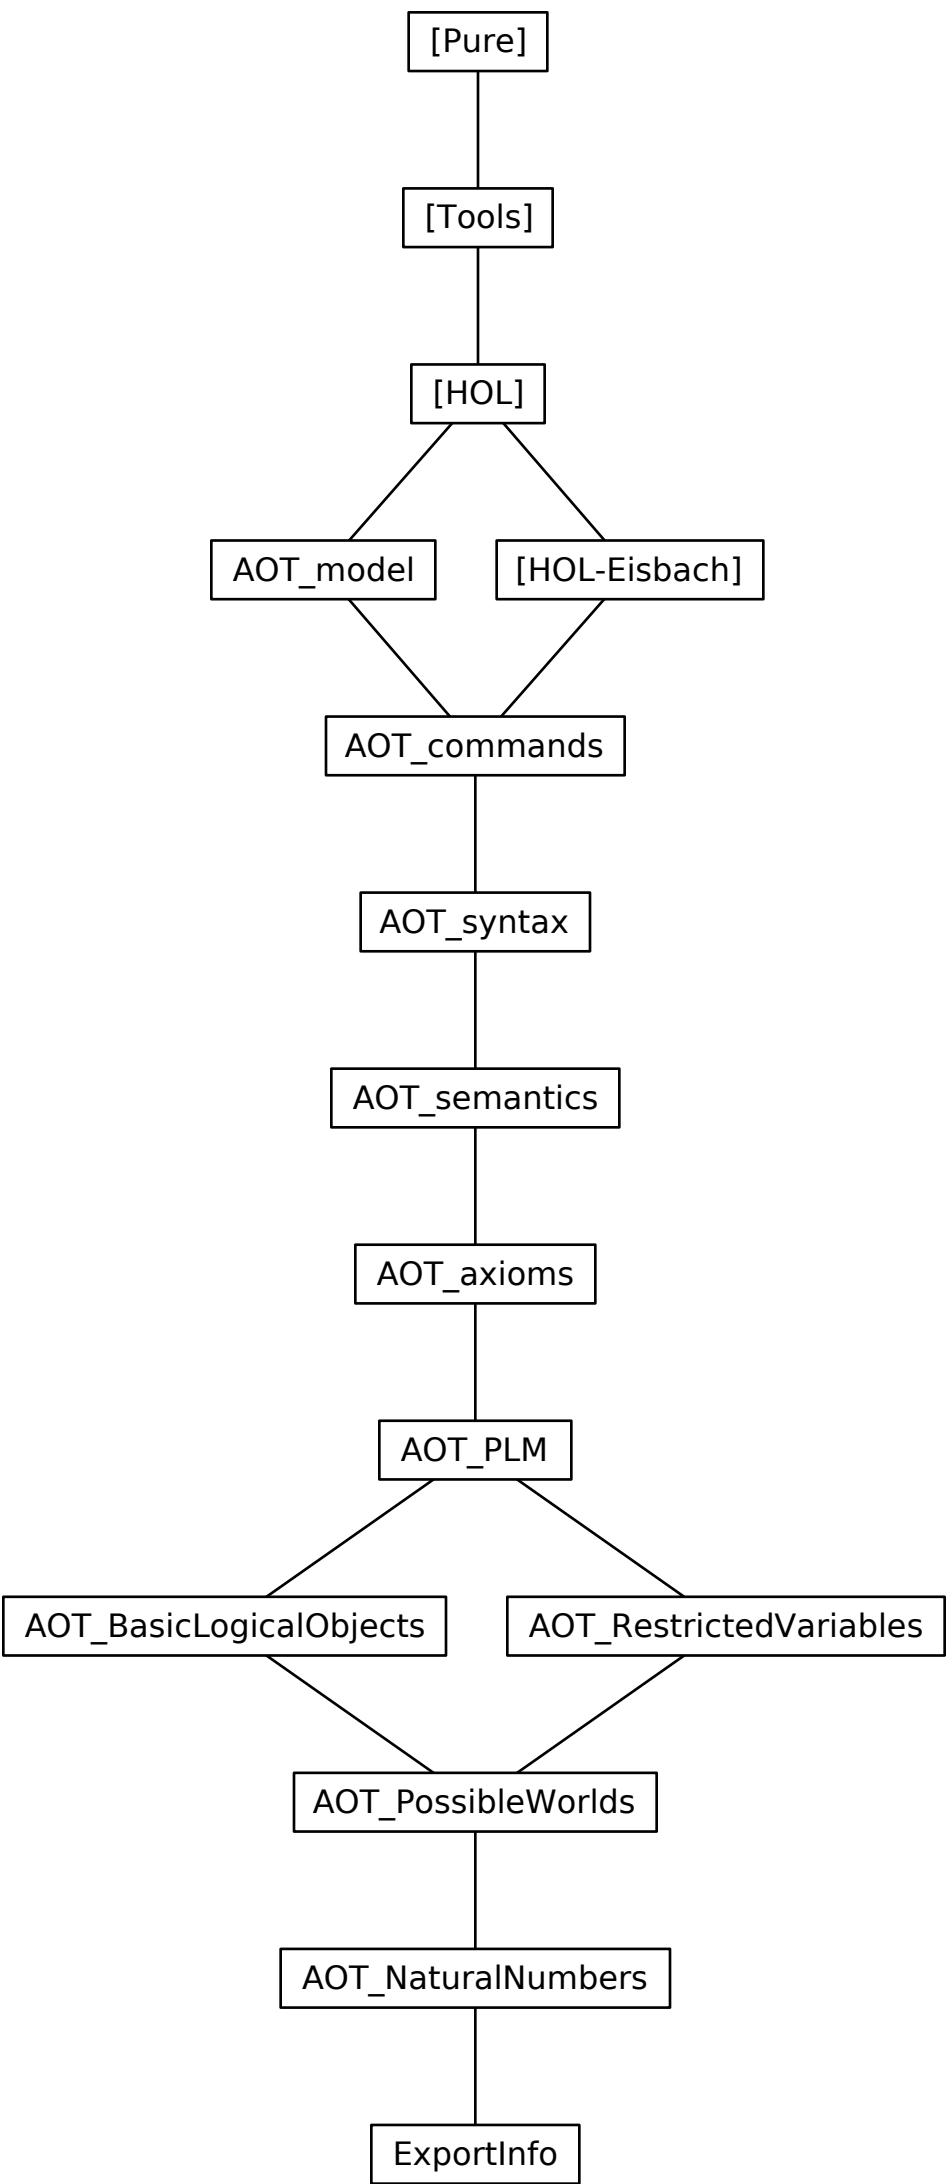 [Pure]
[Tools]
[HOL]
AOT_model
[HOL-Eisbach]
AOT_commands
AOT_syntax
AOT_semantics
AOT_axioms
AOT_PLM
AOT_BasicLogicalObjects
AOT_RestrictedVariables
AOT_PossibleWorlds
AOT_NaturalNumbers
ExportInfo